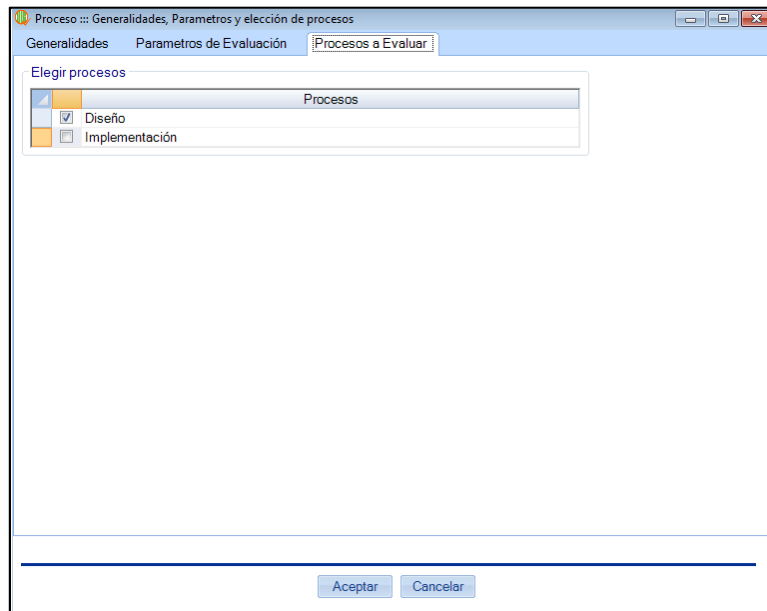 Proceso ::: Generalidades, Parametros y elección de procesos
Generalidades Parametros de Evaluación Procesos a Evaluar
Elegir procesos
Procesos
Diseño
Implementación
Aceptar Cancelar